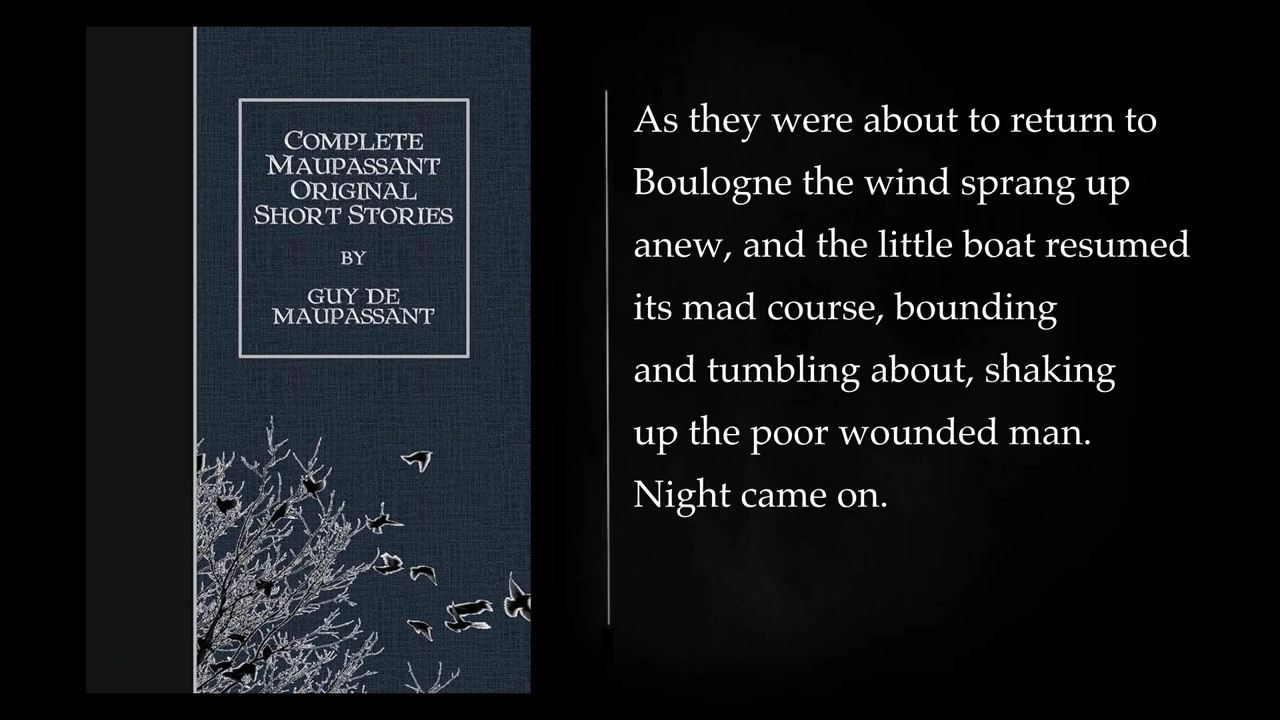 COMPLETE
MAUPASSANT
ORIGINAL
SHORT STORIES
BY
GUY DE
MAUPASSANT
As they were about to return to
Boulogne the wind sprang up
anew, and the little boat resumed
its mad course, bounding
and tumbling about, shaking
up the poor wounded man.
Night came on.